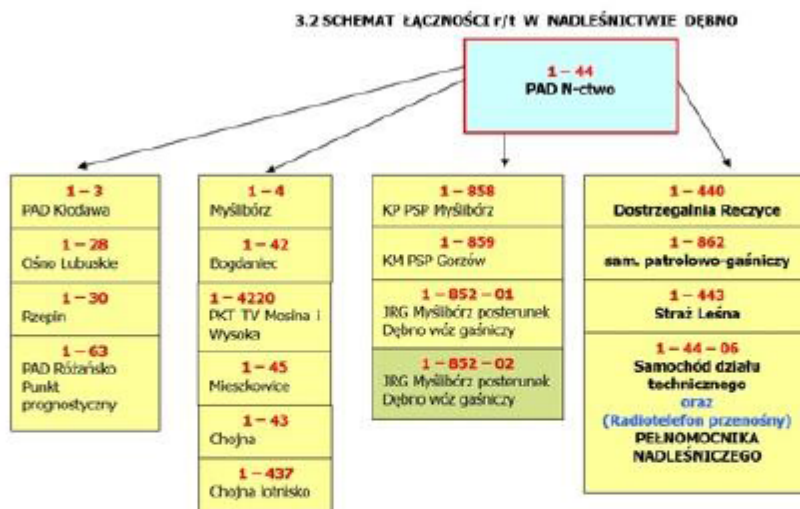 3.2 SCHEMAT ŁĄCZNOŚCI r/t W NADLEŚNICTWIE DĘBNO
1 – 44
PAD N-ctwo
1 – 3
PAD Kłodawa
1 – 28
Ośno Lubuskie
1 – 30
Rzepin
1 – 63
PAD Różańsko
Punkt
prognostyczny
1 – 4
Myślibórz
1 – 42
Bogdaniec
1 – 4220
PKT TV Mosina i
Wysoka
1 – 45
Mieszkowice
1 – 43
Chojna
1 – 437
Chojna lotnisko
1 – 858
KP PSP Myślibórz
1 – 859
KM PSP Gorzów
1 – 852 – 01
JRG Myślibórz posterunek
Dębno wóz gaśniczy
1 – 852 – 02
JRG Myślibórz posterunek
Dębno wóz gaśniczy
1 – 440
Dostrzegalnia Reczyce
1 – 862
sam. patrolowo-gaśniczy
1 – 443
Straż Leśna
1 – 44 – 06
Samochód działu
technicznego
oraz
(Radiotelefon przenośny)
PEŁNOMOCNIKA
NADLEŚNICZEGO